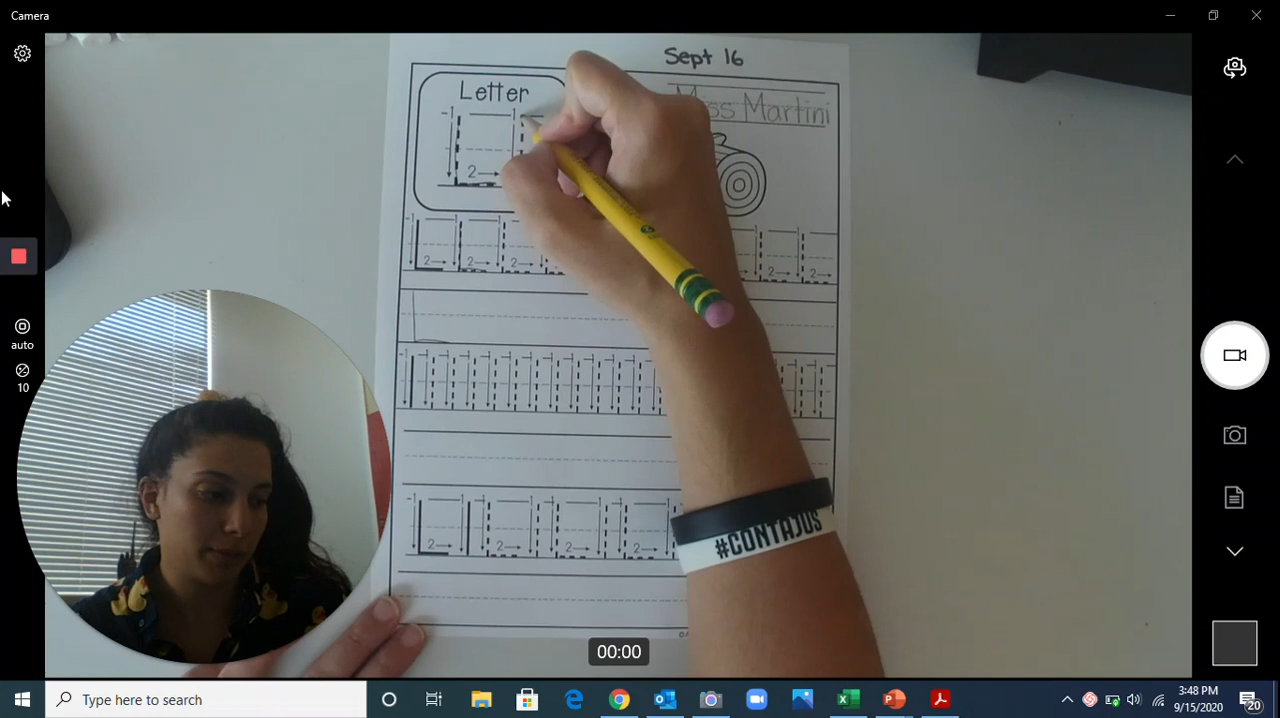 Camera
Sept 16
Letter
Miss Martini
L l
auto
10
#CONTAJUS
00:00
Type here to search
3:48 PM
9/15/2020
20